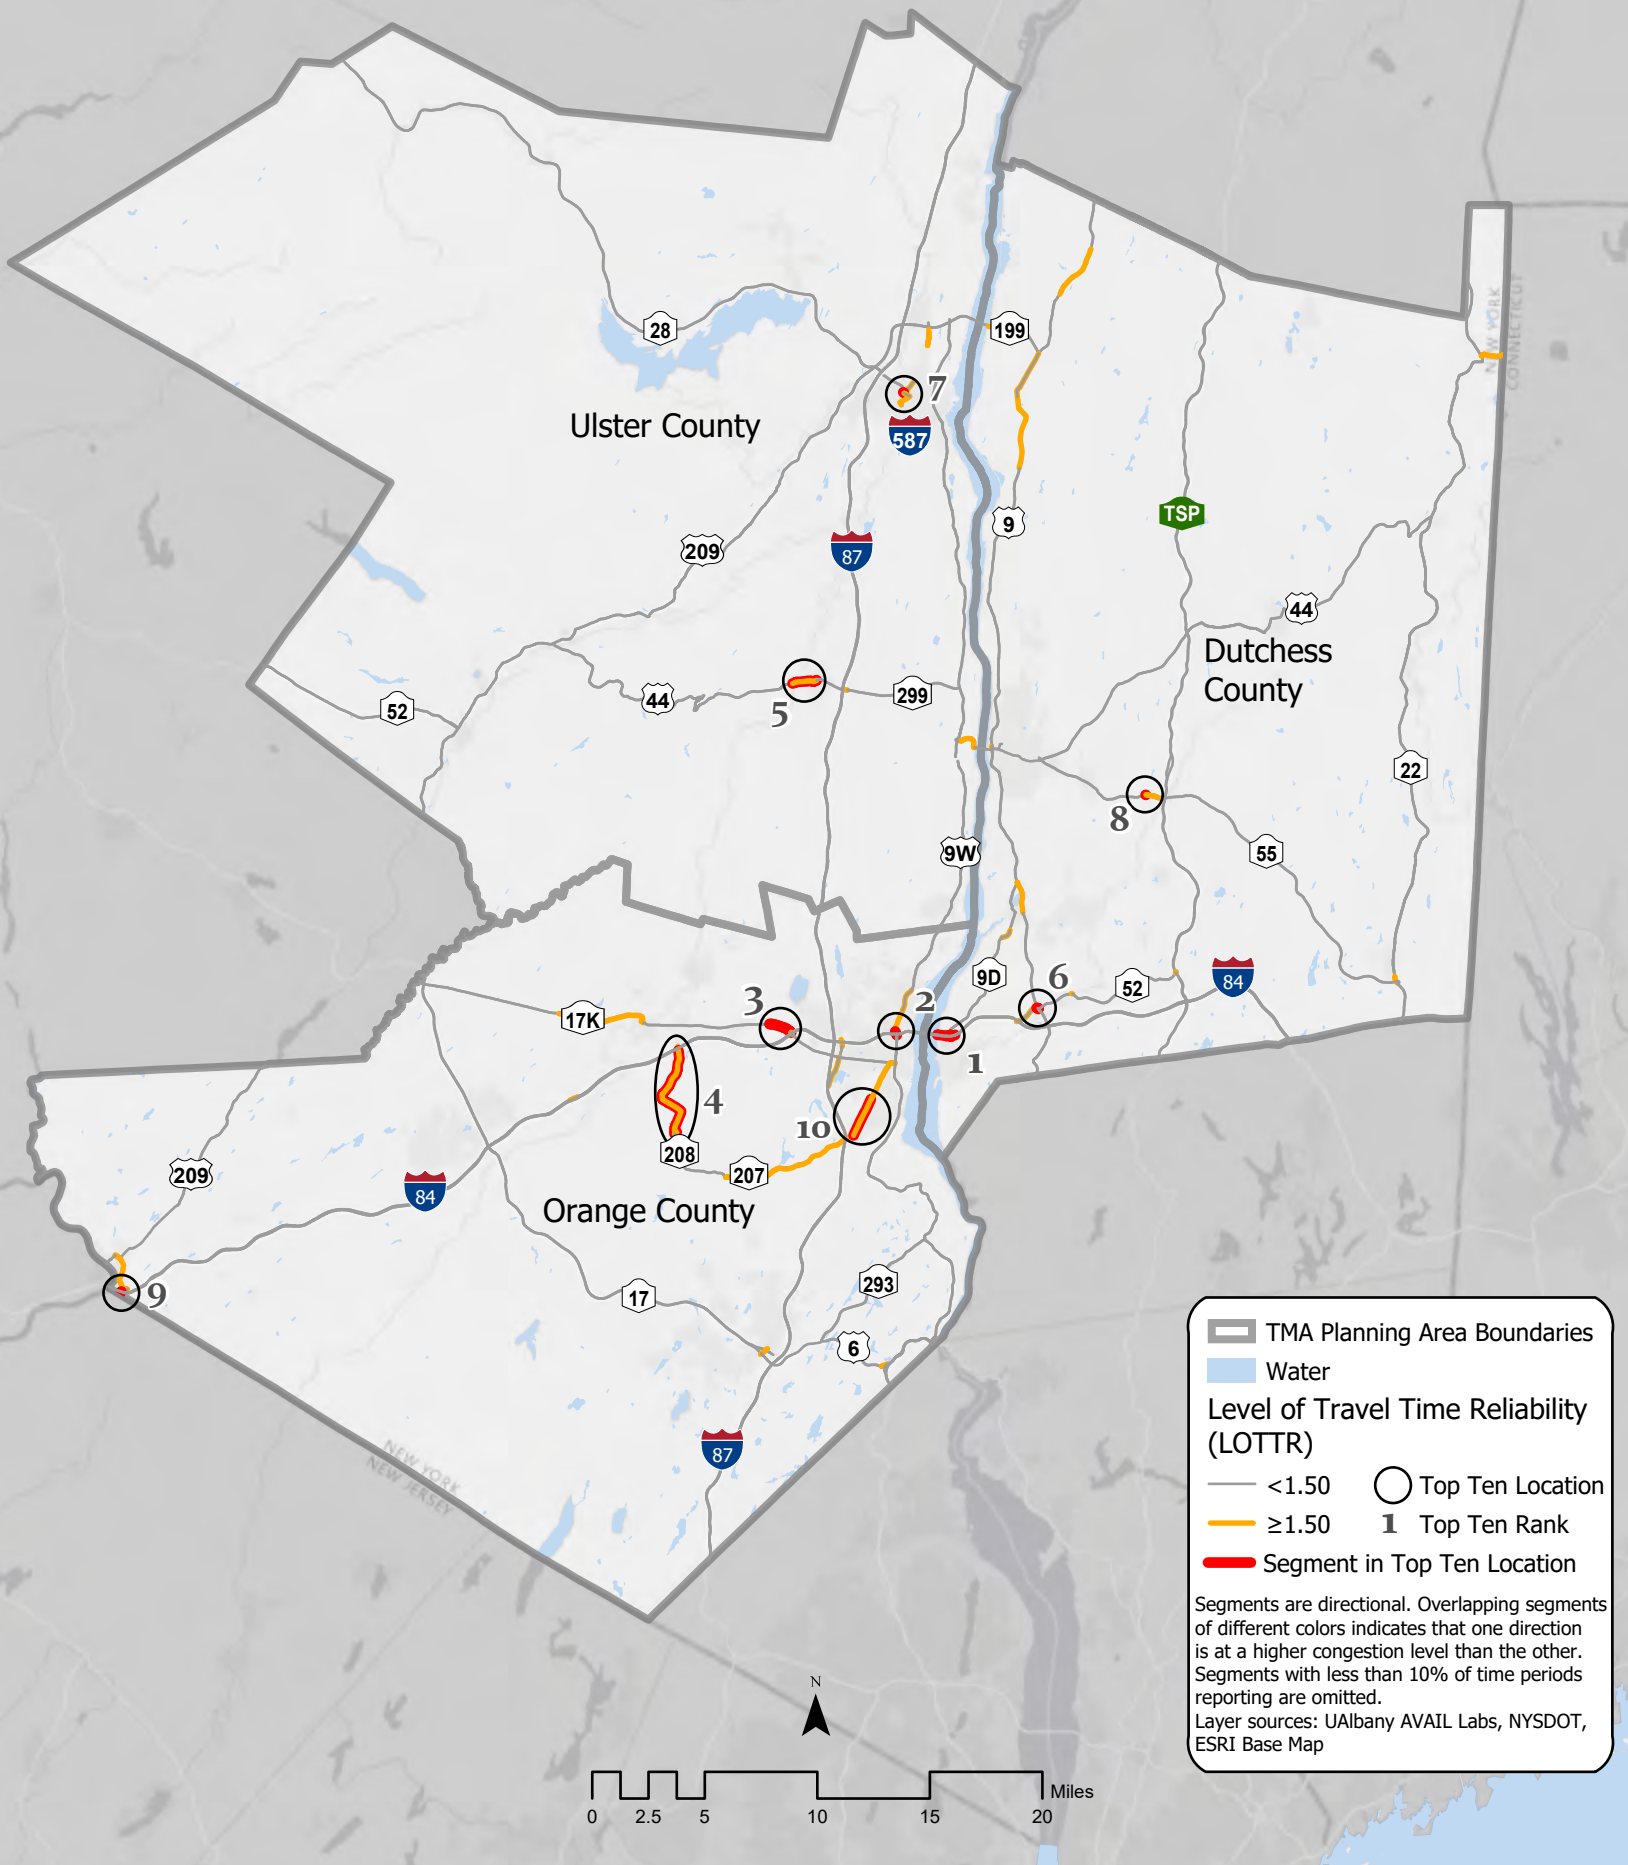 28
199
NEW YORK
CONNECTICUT
7
Ulster County
587
TSP
9
209
87
44
Dutchess
County
52
44
5
299
22
8
9W
55
3
2
9D
6
52
84
17K
1
4
10
208
207
209
84
Orange County
9
17
293
6
NEW YORK
NEW JERSEY
87
TMA Planning Area Boundaries
Water
Level of Travel Time Reliability
(LOTTR)
<1.50 Top Ten Location
≥1.50 1 Top Ten Rank
Segment in Top Ten Location
Segments are directional. Overlapping segments
of different colors indicates that one direction
is at a higher congestion level than the other.
Segments with less than 10% of time periods
reporting are omitted.
Layer sources: UAlbany AVAIL Labs, NYSDOT,
ESRI Base Map
N
Miles
0 2.5 5 10 15 20